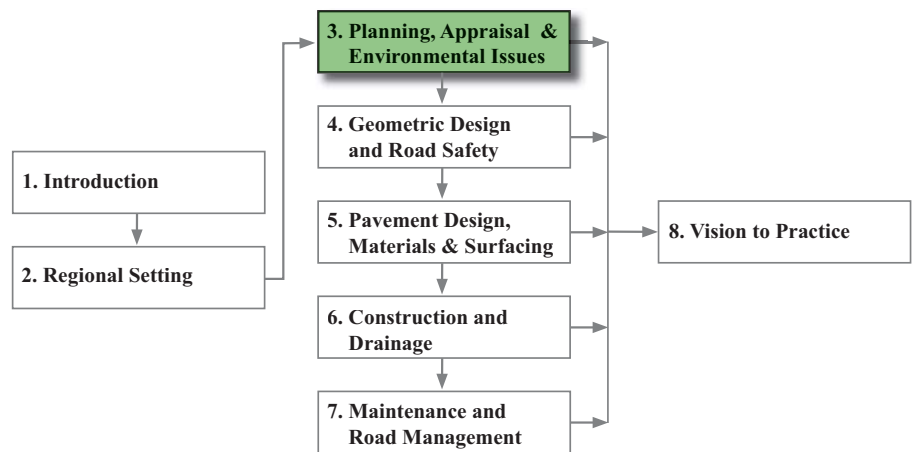 3. Planning, Appraisal &
Environmental Issues
4. Geometric Design
and Road Safety
1. Introduction
5. Pavement Design,
Materials & Surfacing
8. Vision to Practice
2. Regional Setting
6. Construction and
Drainage
7. Maintenance and
Road Management